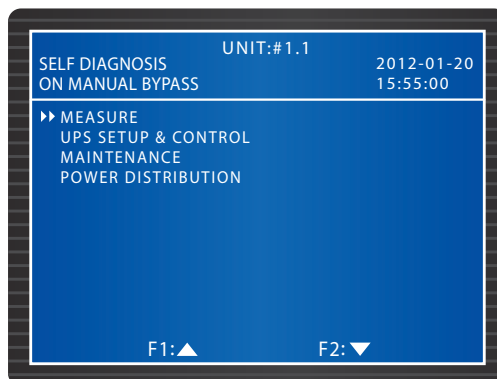 UNIT:#1.1
SELF DIAGNOSIS
ON MANUAL BYPASS
2012-01-20
15:55:00
MEASURE
UPS SETUP & CONTROL
MAINTENANCE
POWER DISTRIBUTION
F1:▲ F2:▼